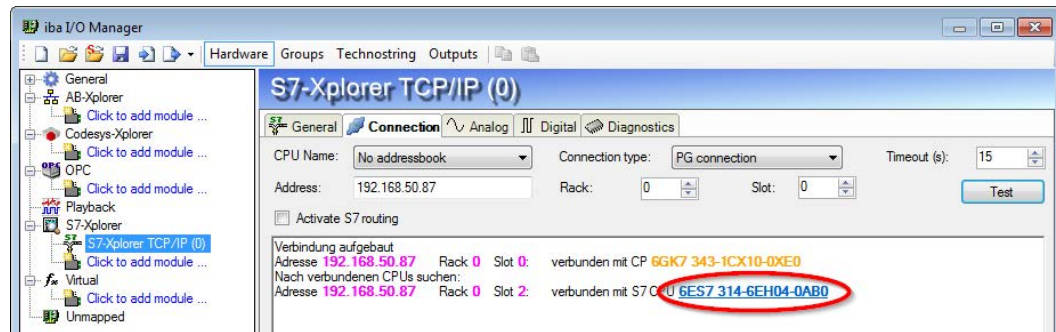 iba I/O Manager
Hardware Groups Technostring Outputs
General
AB-Xplorer
Click to add module ...
Codesys-Xplorer
Click to add module ...
OPC
Click to add module ...
Playback
S7-Xplorer
S7-Xplorer TCP/IP (0)
Click to add module ...
Virtual
Click to add module ...
Unmapped
S7-Xplorer TCP/IP (0)
General Connection Analog Digital Diagnostics
CPU Name: No addressbook Connection type: PG connection Timeout (s): 15
Address: 192.168.50.87 Rack: 0 Slot: 0 Test
Activate S7 routing
Verbindung aufgebaut
Adresse 192.168.50.87 Rack 0 Slot 0: verbunden mit CP 6GK7 343-1CX10-0XE0
Nach verbundenen CPUs suchen:
Adresse 192.168.50.87 Rack 0 Slot 2: verbunden mit S7 CPU 6ES7 314-6EH04-0AB0